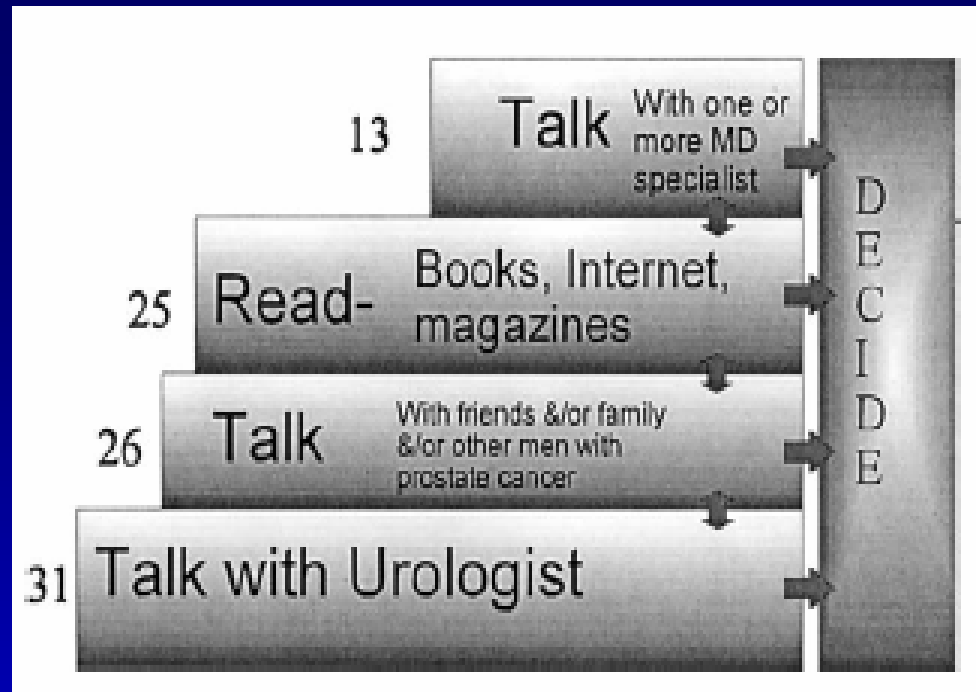 13
Talk
With one or
more MD
specialist
25
Read-
Books, Internet,
magazines
26
Talk
With friends &/or family
&/or other men with
prostate cancer
31
Talk with Urologist
D
E
C
I
D
E